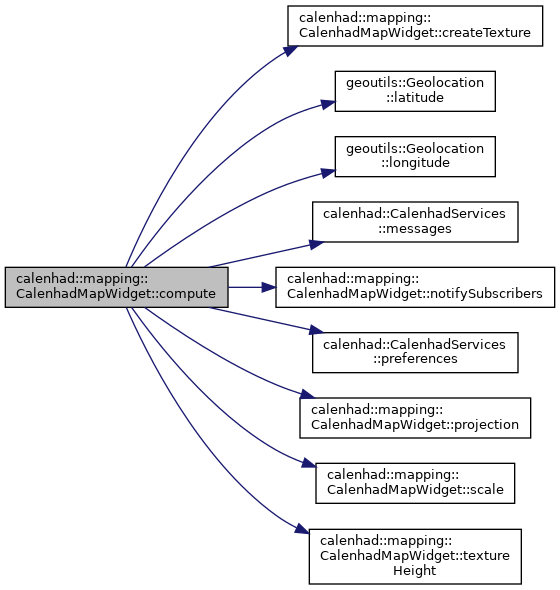 calenhad::mapping::
CalenhadMapWidget::createTexture
geoutils::Geolocation
::latitude
geoutils::Geolocation
::longitude
calenhad::CalenhadServices
::messages
calenhad::mapping::
CalenhadMapWidget::compute
calenhad::mapping::
CalenhadMapWidget::notifySubscribers
calenhad::CalenhadServices
::preferences
calenhad::mapping::
CalenhadMapWidget::projection
calenhad::mapping::
CalenhadMapWidget::scale
calenhad::mapping::
CalenhadMapWidget::texture
Height